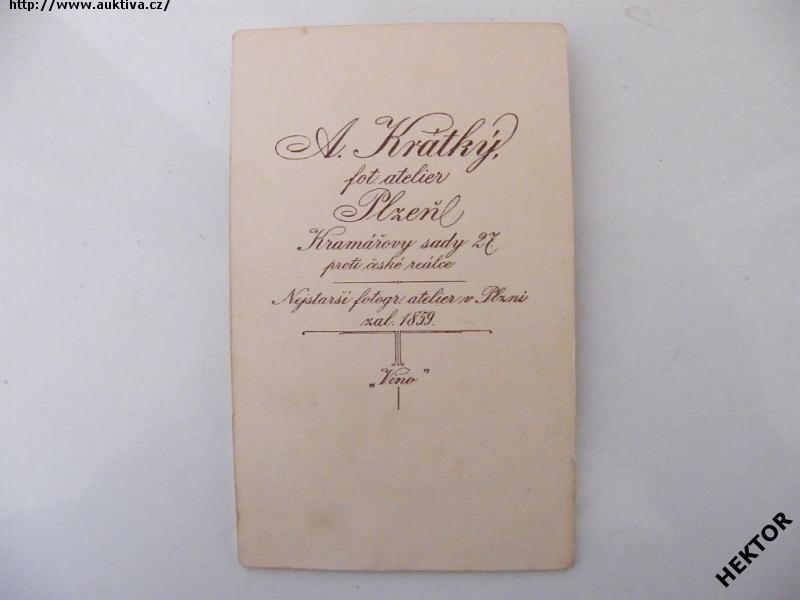 http://www.auktiva.cz/
A. Krátký,
fot. atelier
Plzeň
Kramářovy sady 27.
proti české reálce
Nejstarší fotogr. atelier v Plzni
zal. 1859.
„Vino"
HEKTOR